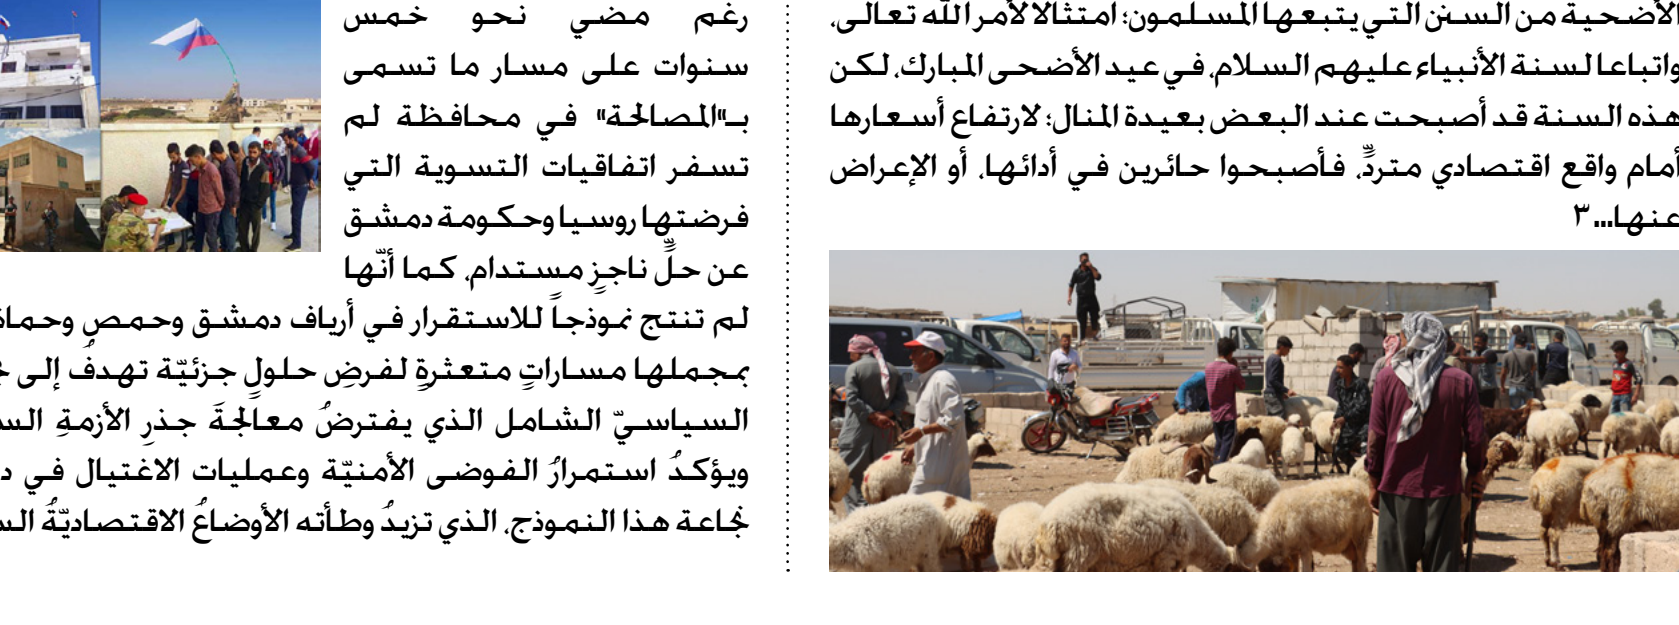 الأضحية من السنن التي يتبعها المسلمون؛ امتثالا لأمر الله تعالى،
واتباعا لسنة الأنبياء عليهم السلام، في عيد الأضحى المبارك، لكن
هذه السنة قد أصبحت عند البعض بعيدة المنال؛ لارتفاع أسعارها
أمام واقع اقتصادي متردٍّ، فأصبحوا حائرين في أدائها، أو الإعراض
عنها... ٣
رغم مضي نحو خمس
سنوات على مسار ما تسمى
بـ"المصالحة" في محافظة لم
تسفر اتفاقيات التسوية التي
فرضتها روسيا وحكومة دمشق
عن حلٍّ ناجزٍ مستدام، كما أنّها
لم تنتج نموذجاً للاستقرار في أرياف دمشق وحمصٍ وحماة
بمجملها مساراتٍ متعثرةٍ لفرضِ حلولٍ جزئيّة تهدفُ إلى
السياسيّ الشامل الذي يفترضُ معالجةَ جذرِ الأزمةِ
ويؤكدُ استمرارُ الفوضى الأمنيّة وعمليات الاغتيال في
نجاعة هذا النموذج، الذي تزيدُ وطأته الأوضاعُ الاقتصاديّةُ